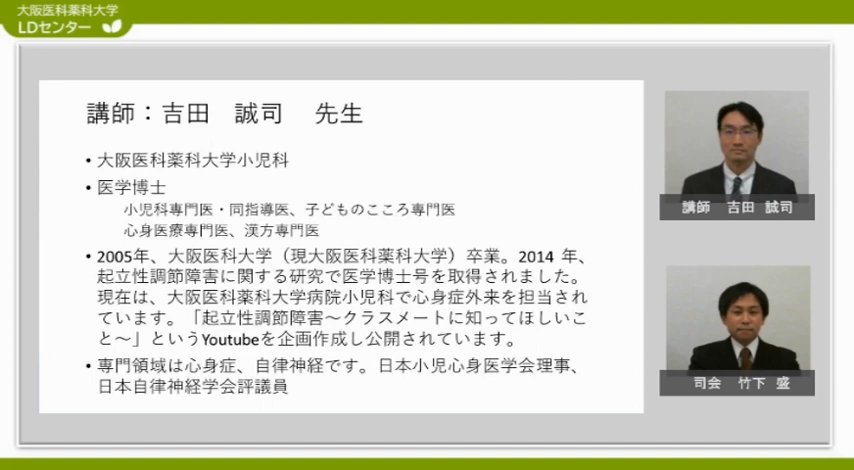 大阪医科薬科大学
LDセンター
講師：吉田　誠司　先生
• 大阪医科薬科大学小児科
• 医学博士
小児科専門医・同指導医、子どものこころ専門医
心身医療専門医、漢方専門医
• 2005年、大阪医科大学（現大阪医科薬科大学）卒業。2014 年、
起立性調節障害に関する研究で医学博士号を取得されました。
現在は、大阪医科薬科大学病院小児科で心身症外来を担当され
ています。「起立性調節障害～クラスメートに知ってほしいこ
と～」というYoutubeを企画作成し公開されています。
• 専門領域は心身症、自律神経です。日本小児心身医学会理事、
日本自律神経学会評議員
講師　吉田　誠司
司会　竹下　盛